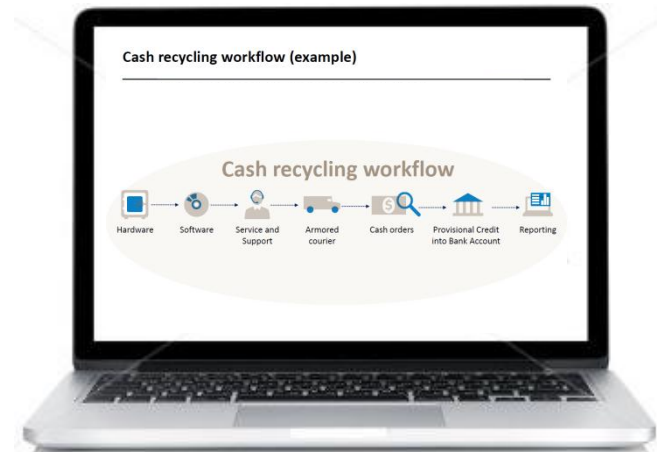 Cash recycling workflow (example)
Cash recycling workflow
Hardware
Software
Service and
Support
Armored
courier
Cash orders
Provisional Credit
into Bank Account
Reporting
$